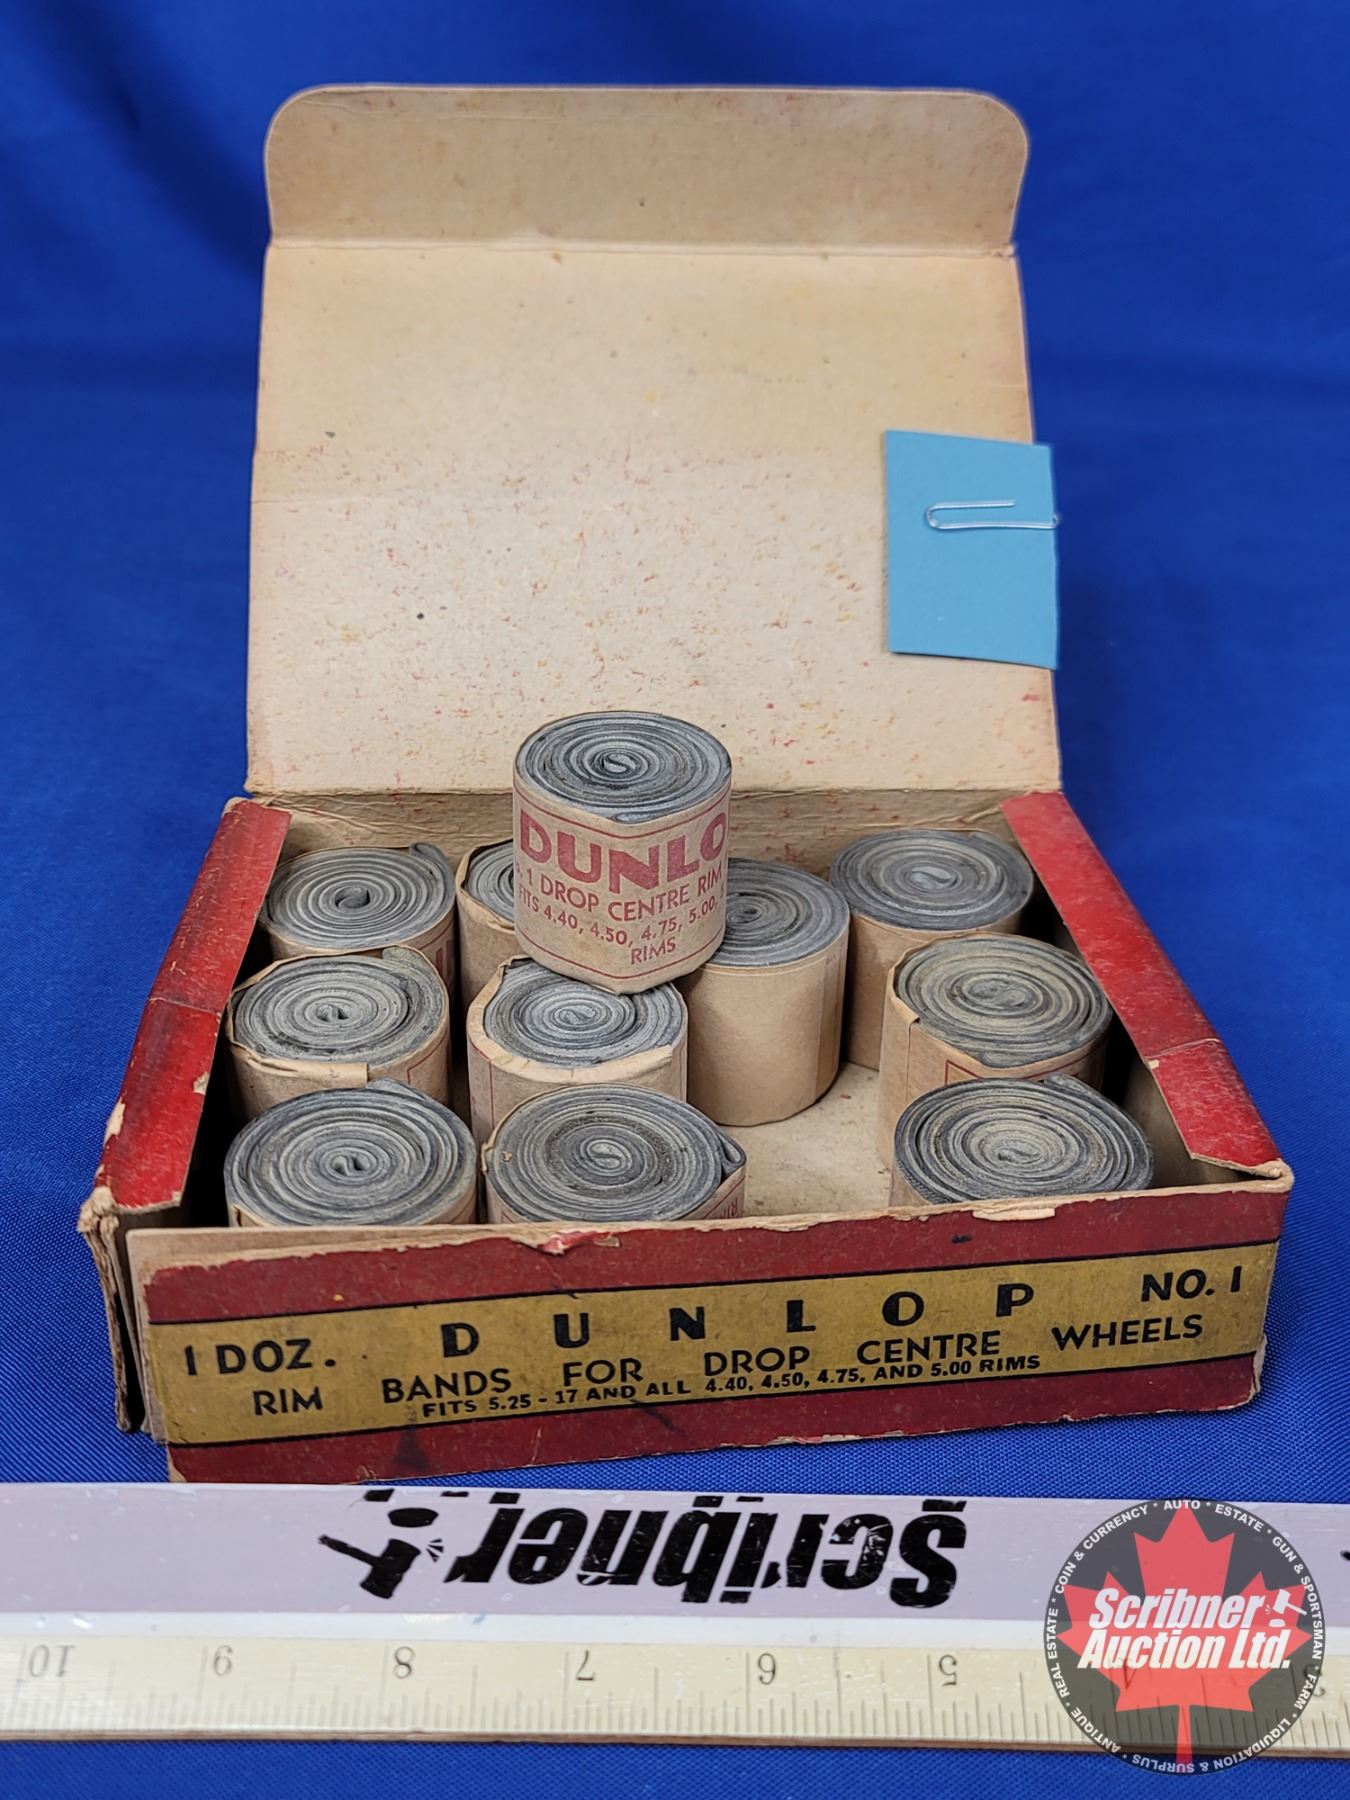 DUNLO
1 DROP CENTRE RIM
FITS 4.40, 4.50, 4.75, 5.00,
RIMS
1 DOZ. DUNLOP NO. 1
RIM BANDS FOR DROP CENTRE WHEELS
FITS 5.25 - 17 AND ALL 4.40, 4.50, 4.75, AND 5.00 RIMS
Scribner
10 9 8 7 6 5 4 3
Scribner
Auction Ltd.
ANTIQUE * REAL ESTATE * COIN & CURRENCY * AUTO * ESTATE * GUN & SPORTSMAN * FARM * LIQUIDATION & SURPLUS *